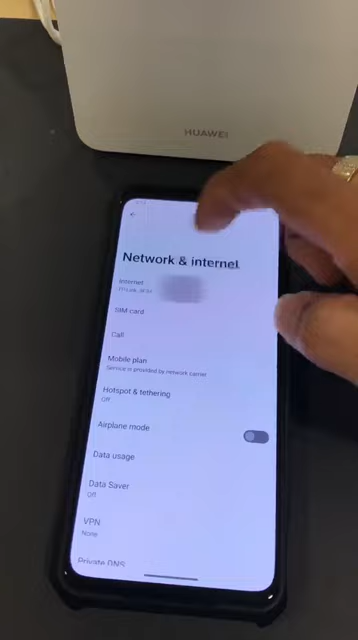 HUAWEI
Network & internet
Internet
SIM card
Call
Mobile plan
Service is provided by network carrier
Hotspot & tethering
Off
Airplane mode
Data usage
Data Saver
Off
VPN
None
Private DNS